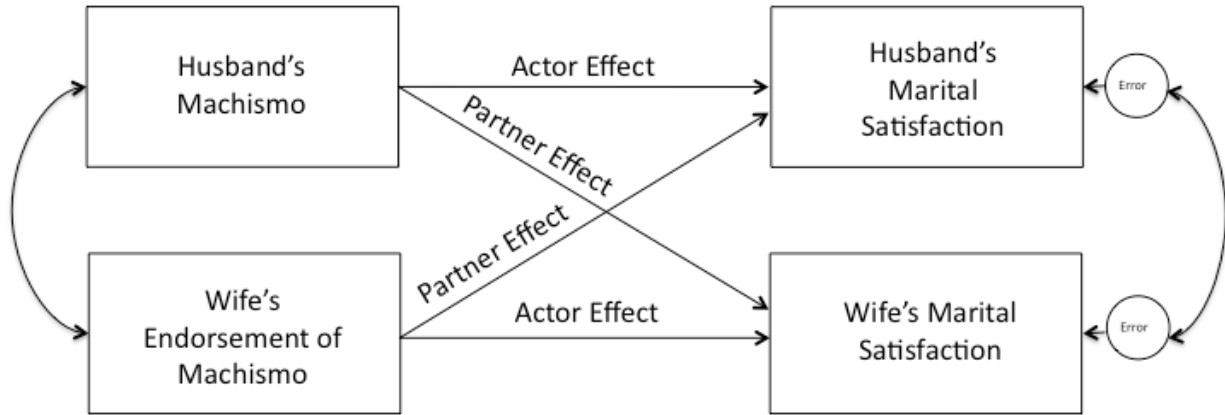 Husband's
Machismo
Actor Effect
Husband's
Marital
Satisfaction
Error
Partner Effect
Partner Effect
Wife's
Endorsement of
Machismo
Actor Effect
Wife's Marital
Satisfaction
Error